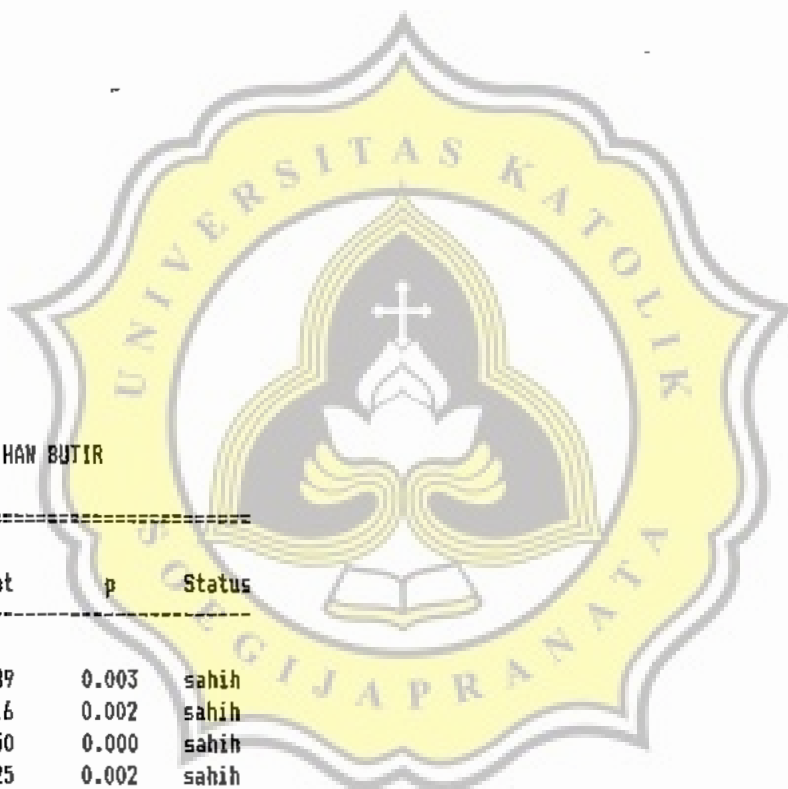 UNIVERSITAS KATOLIK
SOEGIJAPRANATA
HAN BUTIR
p Status
0.003 sahih
0.002 sahih
0.000 sahih
0.002 sahih